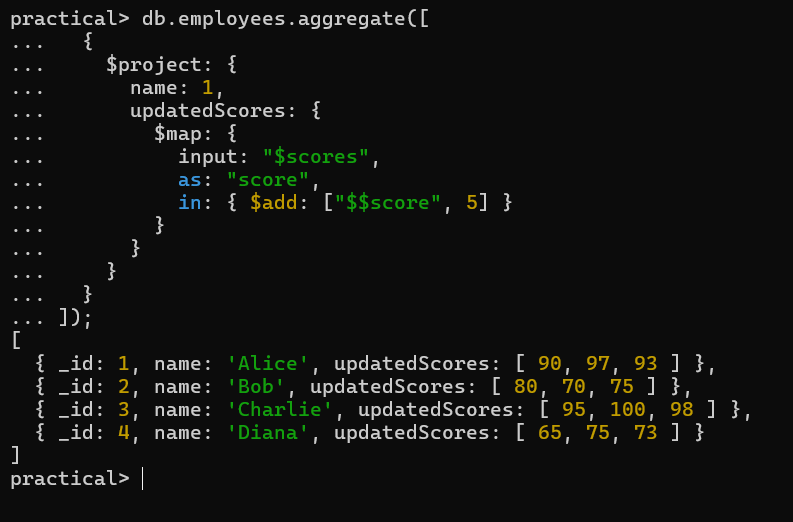 practical> db.employees.aggregate([
...   {
...     $project: {
...       name: 1,
...       updatedScores: {
...         $map: {
...           input: "$scores",
...           as: "score",
...           in: { $add: ["$$score", 5] }
...         }
...       }
...     }
...   }
... ]);
[
  { _id: 1, name: 'Alice', updatedScores: [ 90, 97, 93 ] },
  { _id: 2, name: 'Bob', updatedScores: [ 80, 70, 75 ] },
  { _id: 3, name: 'Charlie', updatedScores: [ 95, 100, 98 ] },
  { _id: 4, name: 'Diana', updatedScores: [ 65, 75, 73 ] }
]
practical>